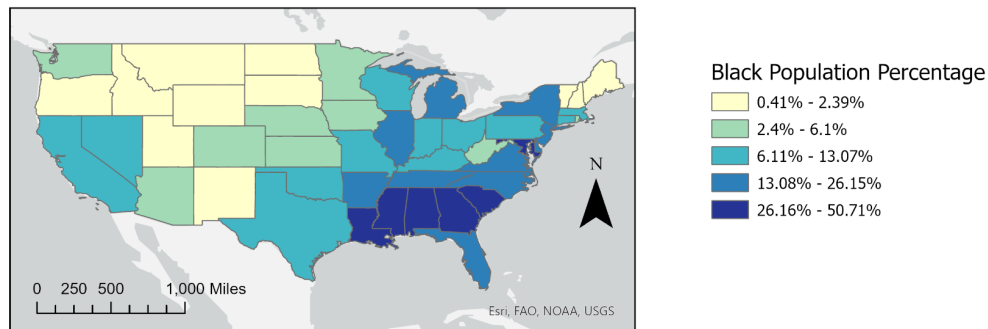 Black Population Percentage
0.41% - 2.39%
2.4% - 6.1%
6.11% - 13.07%
13.08% - 26.15%
26.16% - 50.71%
N
0 250 500 1,000 Miles
Esri, FAO, NOAA, USGS